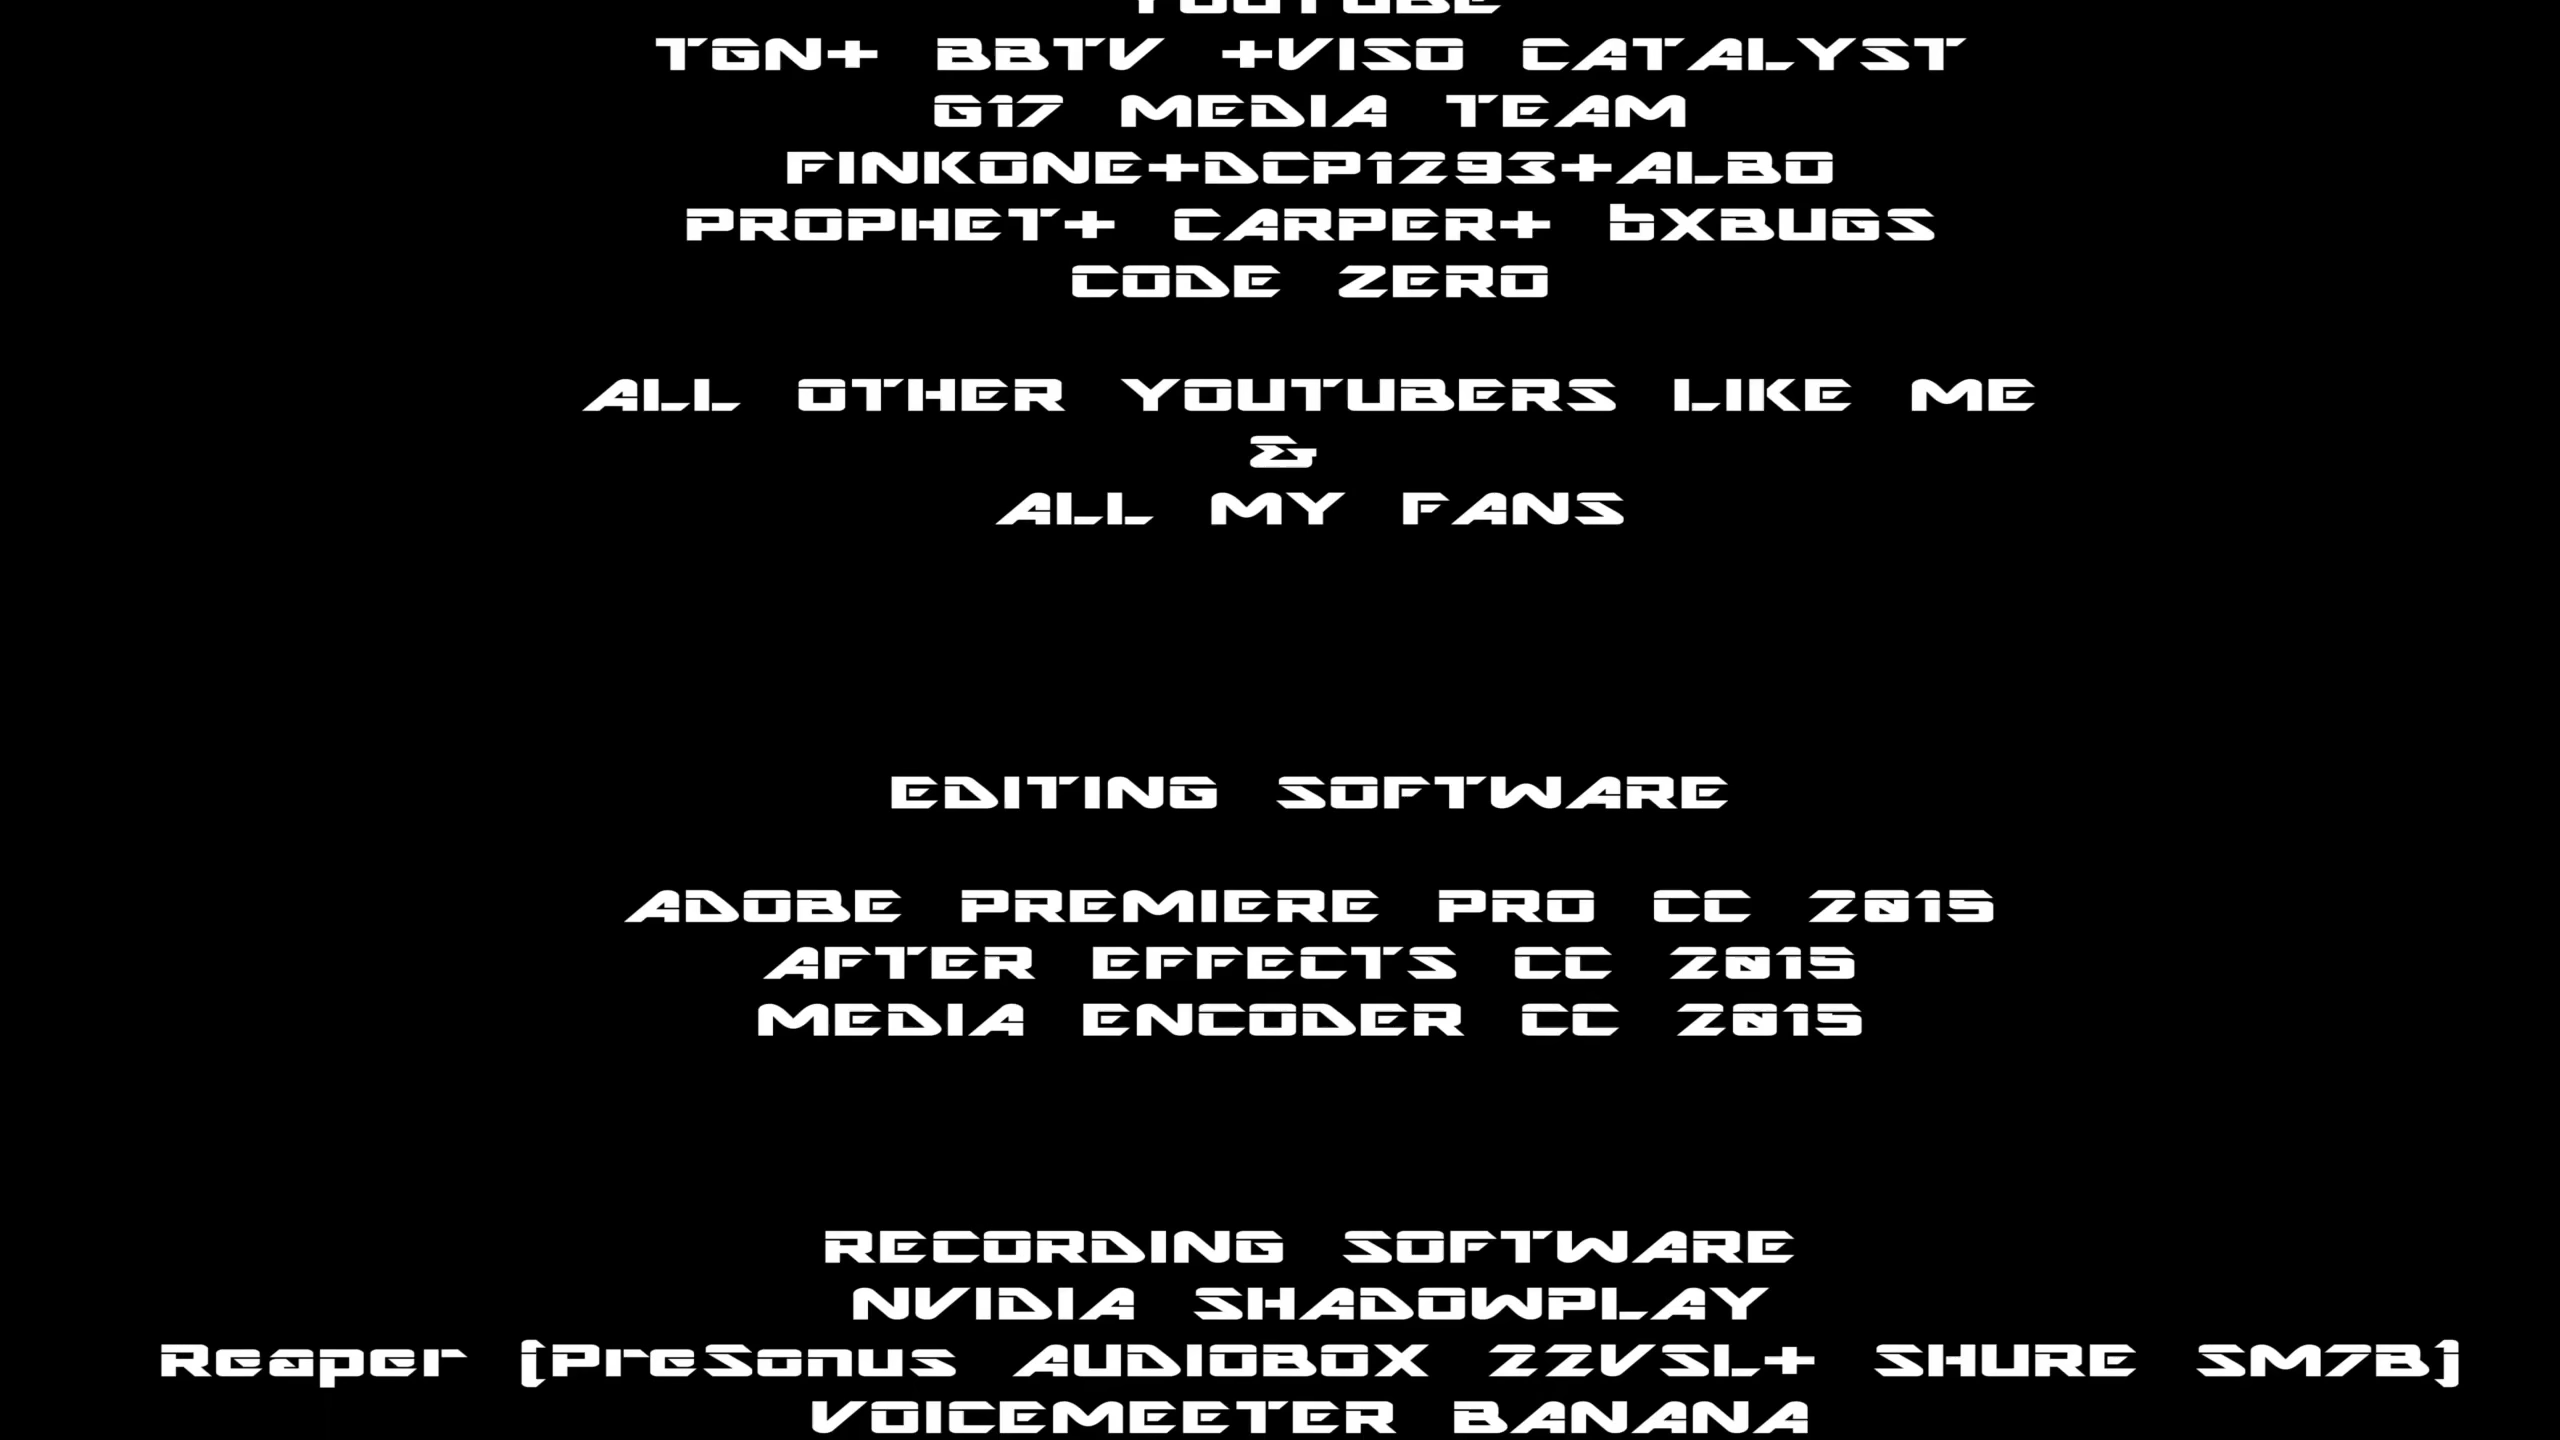 YOUTUBE
TGN+ BBTV +VISO CATALYST
G17 MEDIA TEAM
FINKONE+DCP1293+ALBO
PROPHET+ CARPER+ bXBUGS
CODE ZERO
ALL OTHER YOUTUBERS LIKE ME
&
ALL MY FANS
EDITING SOFTWARE
ADOBE PREMIERE PRO CC 2015
AFTER EFFECTS CC 2015
MEDIA ENCODER CC 2015
RECORDING SOFTWARE
NVIDIA SHADOWPLAY
Reaper [PreSonus AUDIOBOX 22VSL+ SHURE SM7B]
VOICEMEETER BANANA